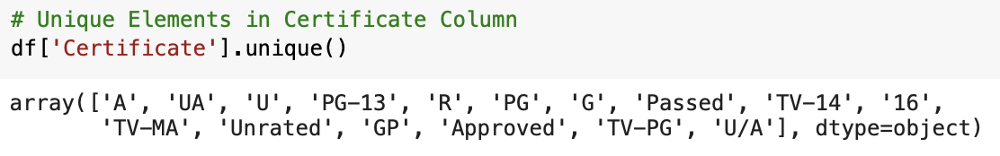 # Unique Elements in Certificate Column
df['Certificate'].unique()
array(['A', 'UA', 'U', 'PG-13', 'R', 'PG', 'G', 'Passed', 'TV-14', '16',
'TV-MA', 'Unrated', 'GP', 'Approved', 'TV-PG', 'U/A'], dtype=object)